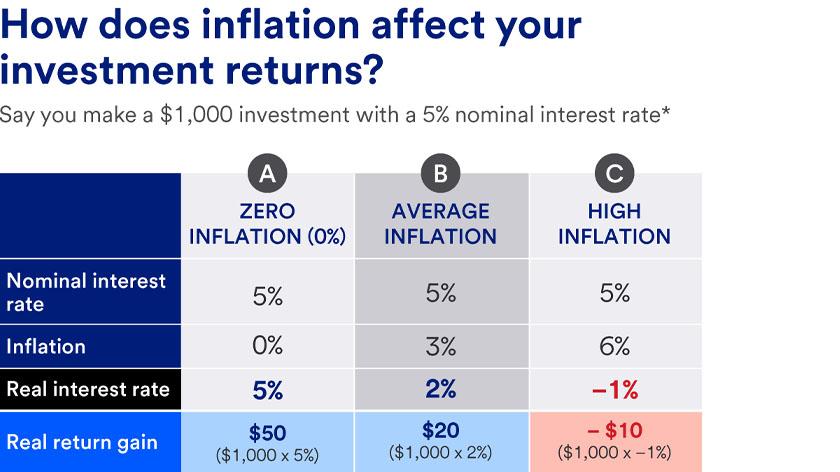 How does inflation affect your
investment returns?
Say you make a $1,000 investment with a 5% nominal interest rate*
A B C
ZERO
INFLATION (0%)
AVERAGE
INFLATION
HIGH
INFLATION
Nominal interest
rate
5% 5% 5%
Inflation 0% 3% 6%
Real interest rate 5% 2% –1%
Real return gain
$50
($1,000 x 5%)
$20
($1,000 x 2%)
– $10
($1,000 x –1%)